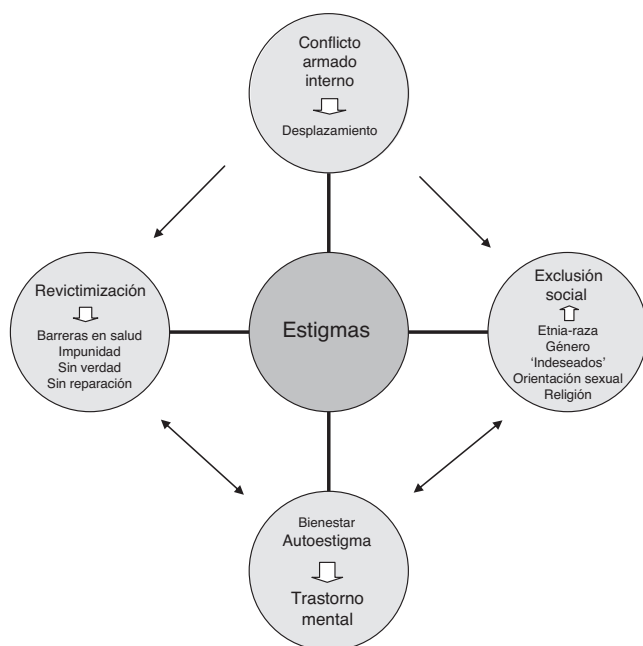 Conflicto
armado
interno
Desplazamiento
Revictimización
Barreras en salud
Impunidad
Sin verdad
Sin reparación
Estigmas
Exclusión
social
Etnia-raza
Género
‘Indeseados’
Orientación sexual
Religión
Bienestar
Autoestigma
Trastorno
mental